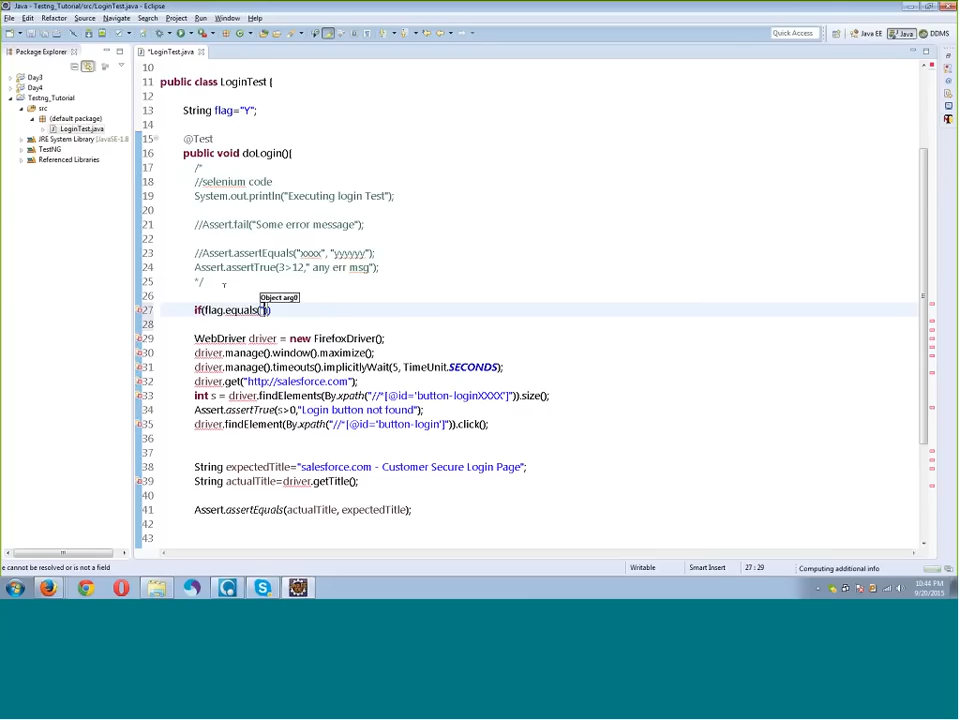 Java - Testng_Tutorial/src/LoginTest.java - Eclipse
File Edit Refactor Source Navigate Search Project Run Window Help
Quick Access Java EE Java DDMS
Package Explorer
*LoginTest.java
Day3
Day4
Testng_Tutorial
src
(default package)
LoginTest.java
JRE System Library [JavaSE-1.8
TestNG
Referenced Libraries
10
11 public class LoginTest {
12
13 String flag="Y";
14
15 @Test
16 public void doLogin(){
17 /*
18 //selenium code
19 System.out.println("Executing login Test");
20
21 //Assert.fail("Some error message");
22
23 //Assert.assertEquals("xxxx", "yyyyyy");
24 Assert.assertTrue(3>12," any err msg");
25 */
26
Object arg0
27 if(flag.equals("))
28
29 WebDriver driver = new FirefoxDriver();
30 driver.manage().window().maximize();
31 driver.manage().timeouts().implicitlyWait(5, TimeUnit.SECONDS);
32 driver.get("http://salesforce.com");
33 int s = driver.findElements(By.xpath("//*[@id='button-loginXXXX']")).size();
34 Assert.assertTrue(s>0,"Login button not found");
35 driver.findElement(By.xpath("//*[@id='button-login']")).click();
36
37
38 String expectedTitle="salesforce.com - Customer Secure Login Page";
39 String actualTitle=driver.getTitle();
40
41 Assert.assertEquals(actualTitle, expectedTitle);
42
43
e cannot be resolved or is not a field
Writable Smart Insert 27 : 29 Computing additional info
10:44 PM
9/20/2015